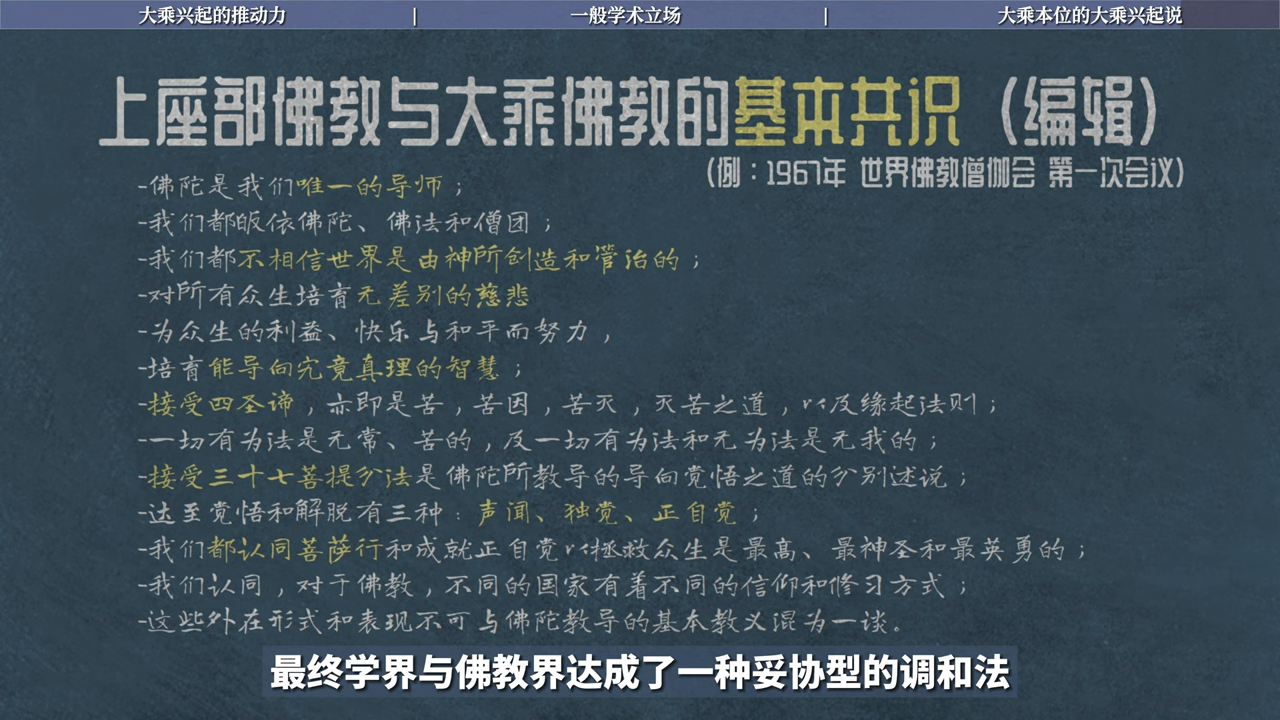 大乘兴起的推动力 | 一般学术立场 | 大乘本位的大乘兴起说
上座部佛教与大乘佛教的基本共识（编辑）
（例：1967年 世界佛教僧伽会 第一次会议）
-佛陀是我们唯一的导师；
-我们都皈依佛陀、佛法和僧团；
-我们都不相信世界是由神所创造和管治的；
-对所有众生培育无差别的慈悲
-为众生的利益、快乐与和平而努力，
-培育能导向究竟真理的智慧；
-接受四圣谛，亦即是苦，苦因，苦灭，灭苦之道，以及缘起法则；
-一切有为法是无常、苦的，及一切有为法和无为法是无我的；
-接受三十七菩提分法是佛陀所教导的导向觉悟之道的分别述说；
-达至觉悟和解脱有三种：声闻、独觉、正自觉；
-我们都认同菩萨行和成就正自觉以拯救众生是最高、最神圣和最英勇的；
-我们认同，对于佛教，不同的国家有着不同的信仰和修习方式；
-这些外在形式和表现不可与佛陀教导的基本教义混为一谈。
最终学界与佛教界达成了一种妥协型的调和法